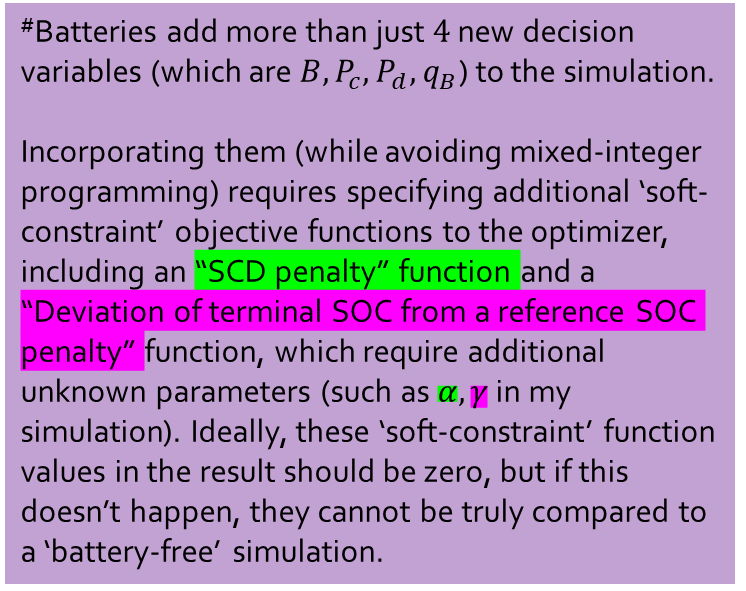 #Batteries add more than just 4 new decision
variables (which are B, Pc, Pd, qB) to the simulation.
Incorporating them (while avoiding mixed-integer
programming) requires specifying additional ‘soft-
constraint’ objective functions to the optimizer,
including an “SCD penalty” function and a
“Deviation of terminal SOC from a reference SOC
penalty” function, which require additional
unknown parameters (such as α, γ in my
simulation). Ideally, these ‘soft-constraint’ function
values in the result should be zero, but if this
doesn’t happen, they cannot be truly compared to
a ‘battery-free’ simulation.